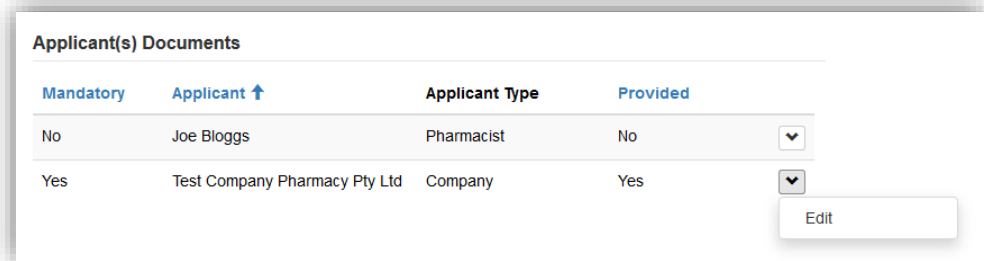 Applicant(s) Documents
Mandatory Applicant Applicant Type Provided
No Joe Bloggs Pharmacist No
Yes Test Company Pharmacy Pty Ltd Company Yes
Edit